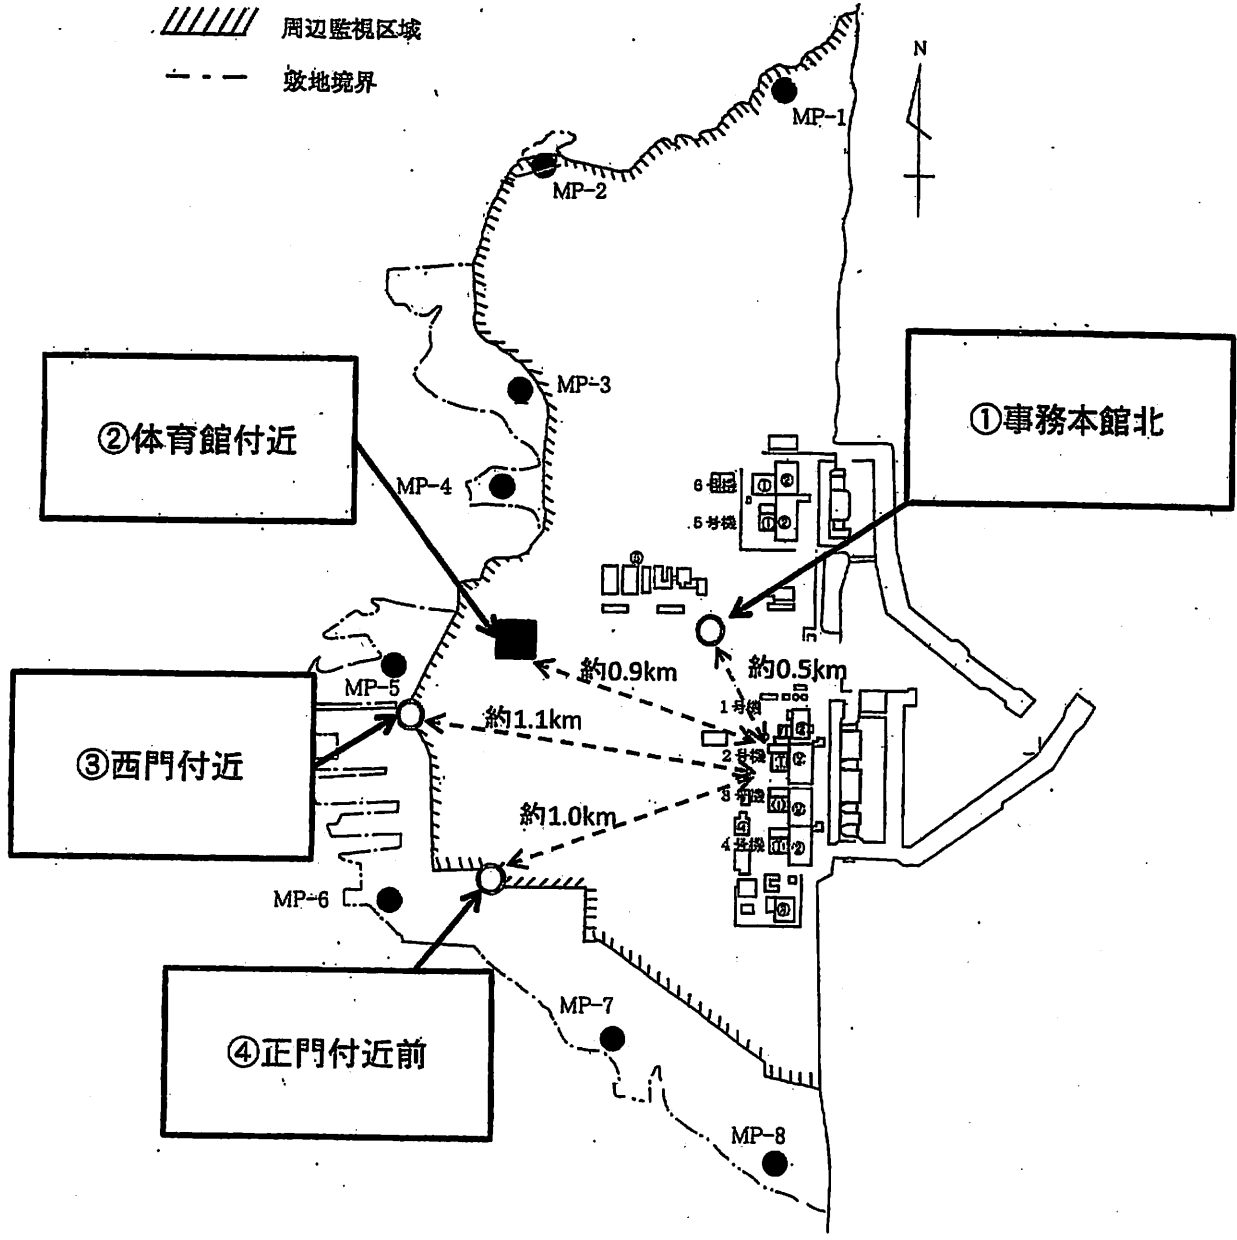 周辺監視区域
敷地境界
N
MP-1
MP-2
MP-3
①事務本館北
②体育館付近
MP-4
6号機
5号機
約0.9km
約0.5km
MP-5
1号機
約1.1km
③西門付近
2号機
3号機
約1.0km
4号機
MP-6
MP-7
④正門付近前
MP-8